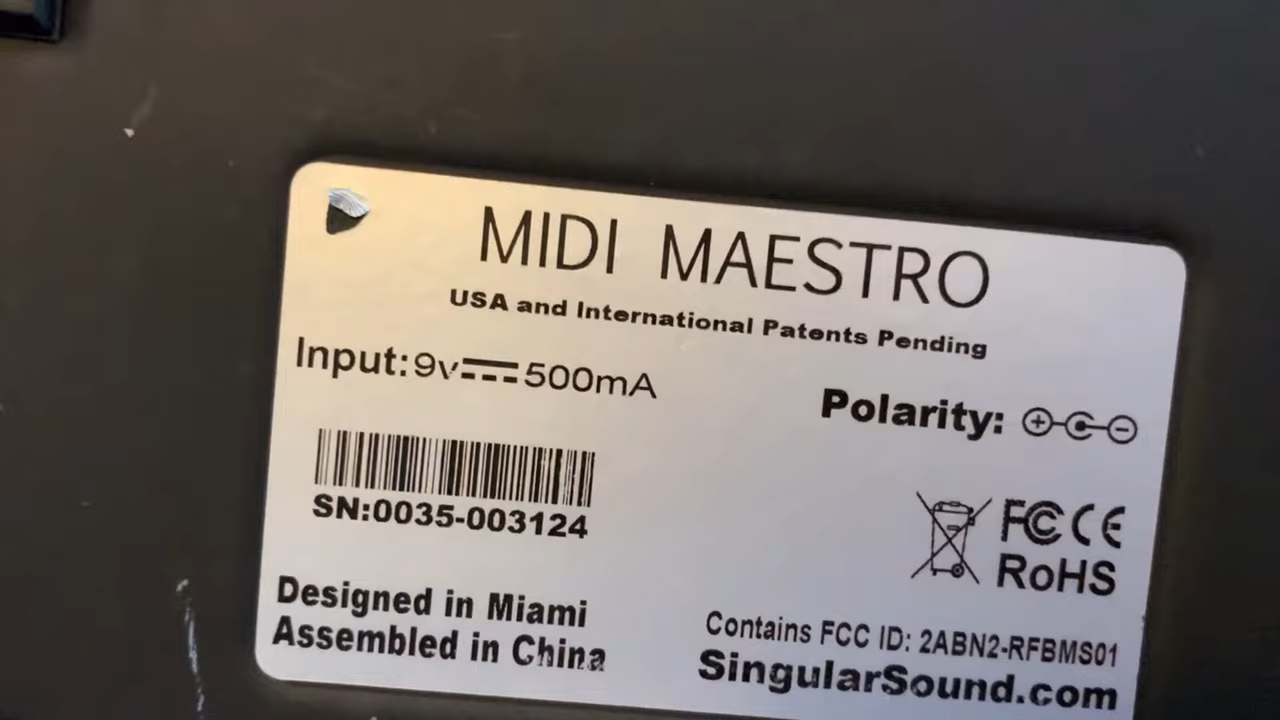 MIDI MAESTRO
USA and International Patents Pending
Input:9v⎓500mA
Polarity:
SN:0035-003124
FC CE
RoHS
Designed in Miami
Assembled in China
Contains FCC ID: 2ABN2-RFBMS01
SingularSound.com